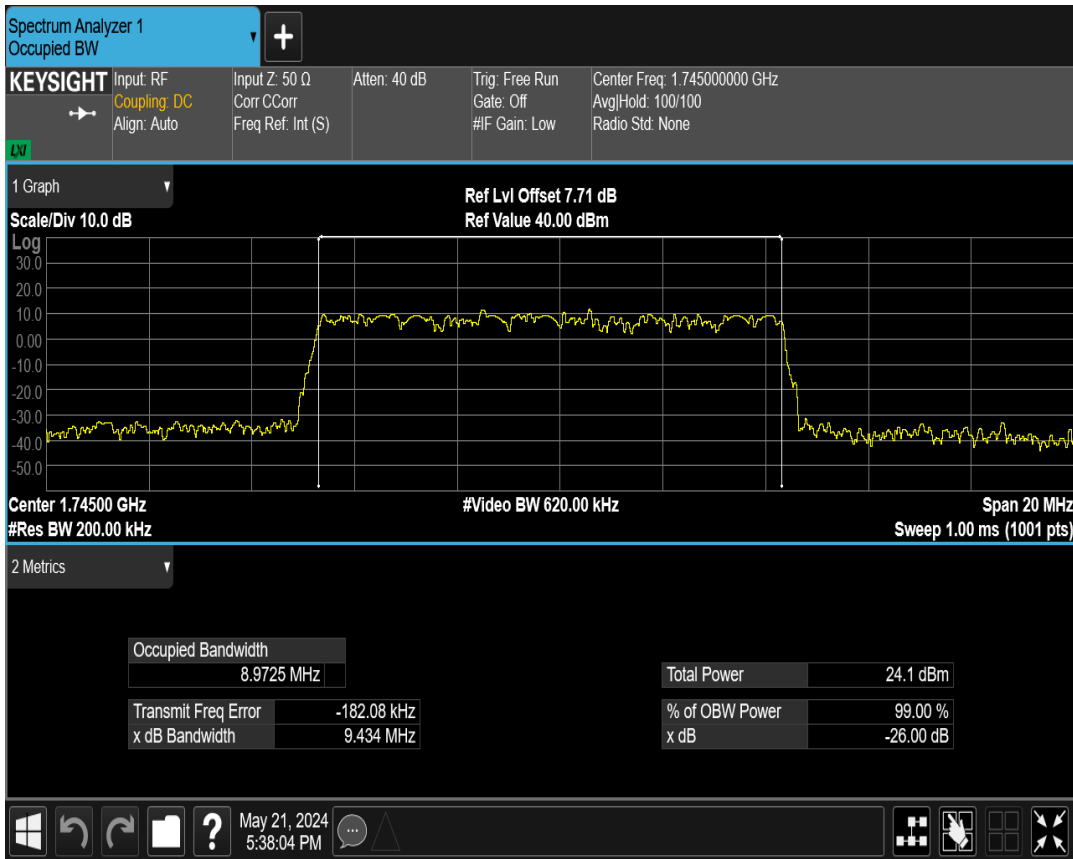 Spectrum Analyzer 1
Occupied BW
+
KEYSIGHT
LXI
Input: RF
Coupling: DC
Align: Auto
Input Z: 50 Ω
Corr CCorr
Freq Ref: Int (S)
Atten: 40 dB
Trig: Free Run
Gate: Off
#IF Gain: Low
Center Freq: 1.745000000 GHz
Avg|Hold: 100/100
Radio Std: None
1 Graph
Scale/Div 10.0 dB
Ref Lvl Offset 7.71 dB
Ref Value 40.00 dBm
Log
30.0
20.0
10.0
0.00
-10.0
-20.0
-30.0
-40.0
-50.0
Center 1.74500 GHz
#Video BW 620.00 kHz
Span 20 MHz
#Res BW 200.00 kHz
Sweep 1.00 ms (1001 pts)
2 Metrics
Occupied Bandwidth
8.9725 MHz
Total Power 24.1 dBm
Transmit Freq Error -182.08 kHz
% of OBW Power 99.00 %
x dB Bandwidth 9.434 MHz
x dB -26.00 dB
?
May 21, 2024
5:38:04 PM